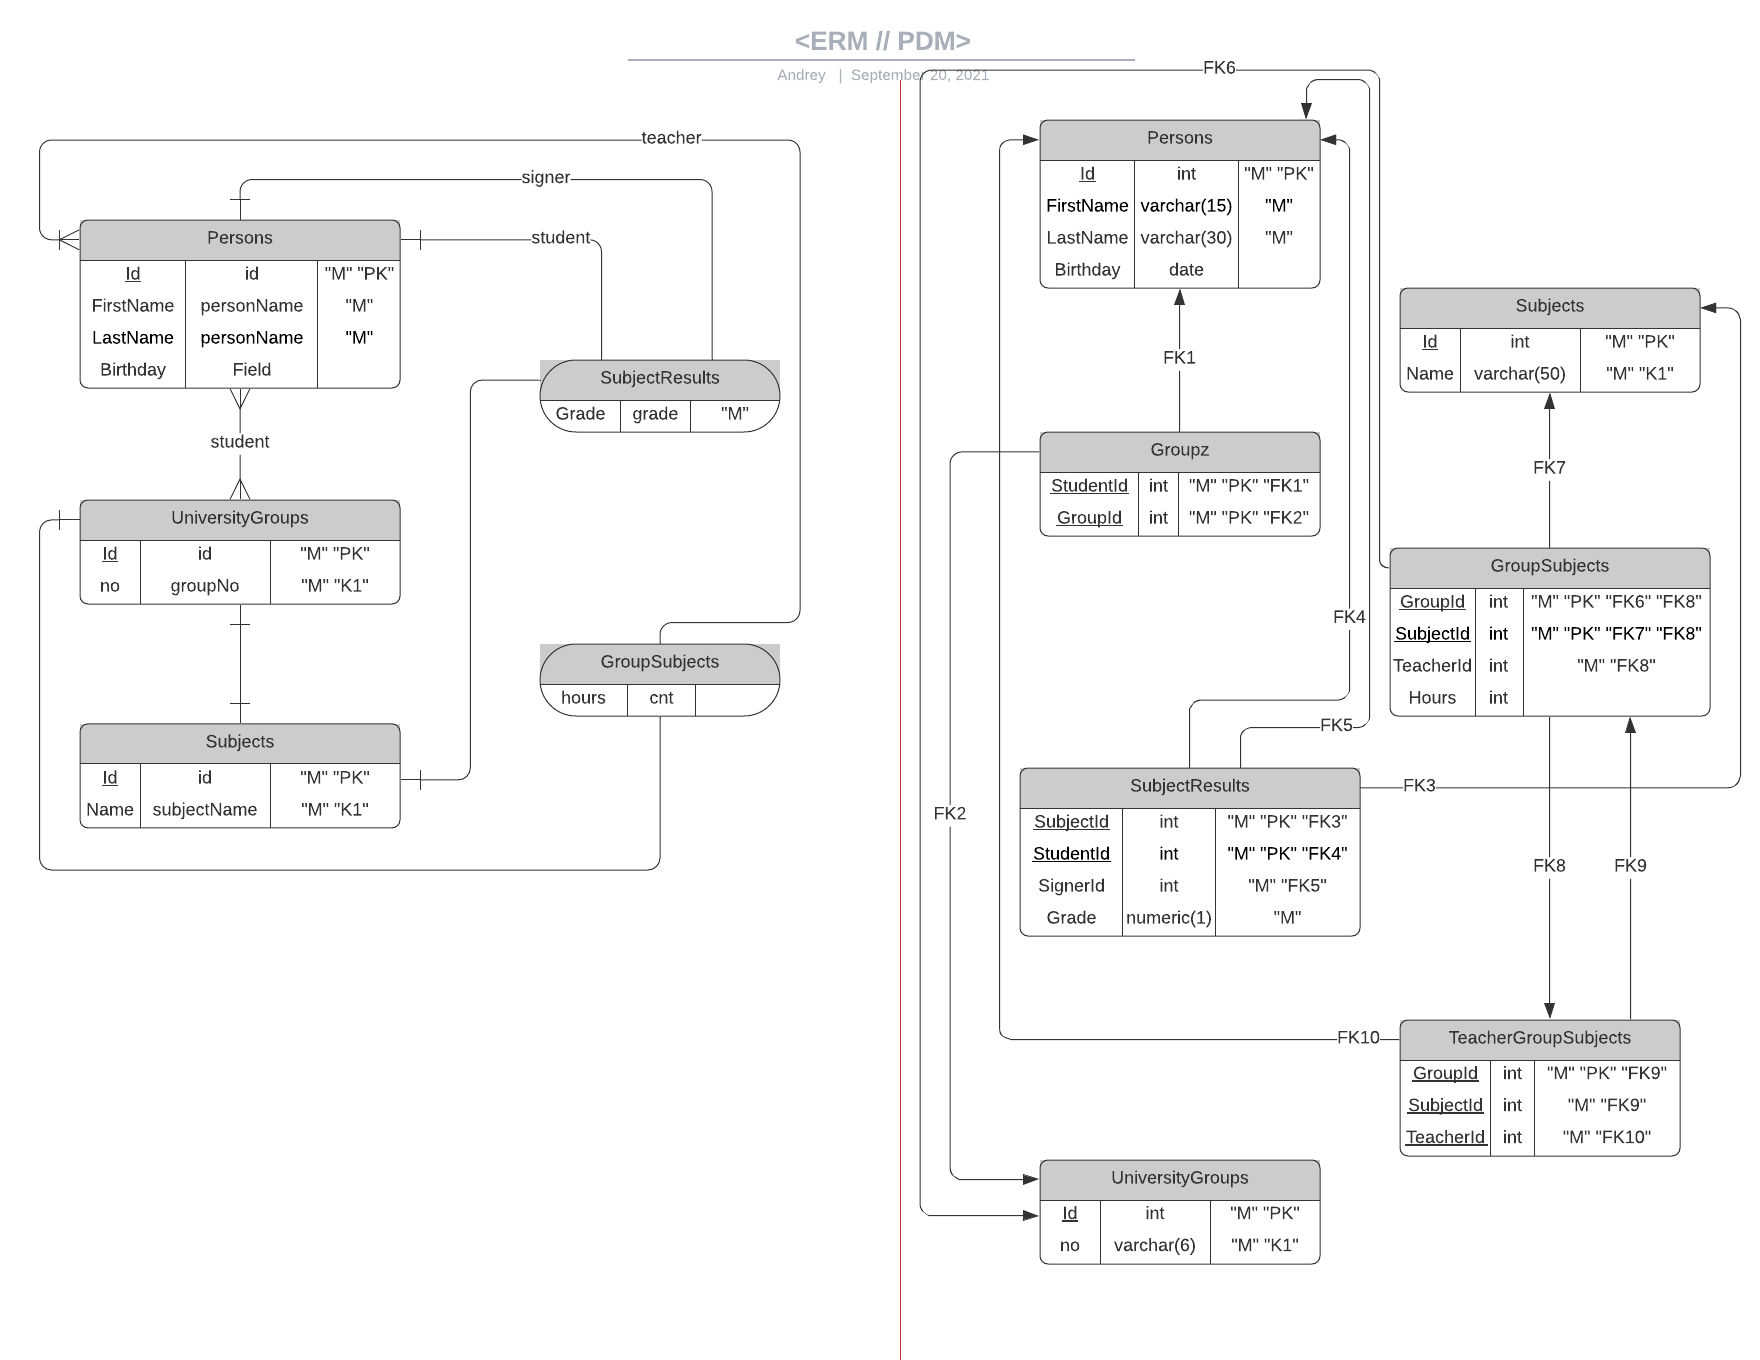 <ERM // PDM>
Andrey | September 20, 2021
teacher
signer
student
Persons
Id id "M" "PK"
FirstName personName "M"
LastName personName "M"
Birthday Field
student
SubjectResults
Grade grade "M"
UniversityGroups
Id id "M" "PK"
no groupNo "M" "K1"
GroupSubjects
hours cnt
Subjects
Id id "M" "PK"
Name subjectName "M" "K1"
FK6
Persons
Id int "M" "PK"
FirstName varchar(15) "M"
LastName varchar(30) "M"
Birthday date
FK1
Subjects
Id int "M" "PK"
Name varchar(50) "M" "K1"
Groupz
StudentId int "M" "PK" "FK1"
GroupId int "M" "PK" "FK2"
FK7
GroupSubjects
GroupId int "M" "PK" "FK6" "FK8"
SubjectId int "M" "PK" "FK7" "FK8"
TeacherId int "M" "FK8"
Hours int
FK4
FK5
FK3
FK2
SubjectResults
SubjectId int "M" "PK" "FK3"
StudentId int "M" "PK" "FK4"
SignerId int "M" "FK5"
Grade numeric(1) "M"
FK8
FK9
FK10
TeacherGroupSubjects
GroupId int "M" "PK" "FK9"
SubjectId int "M" "FK9"
TeacherId int "M" "FK10"
UniversityGroups
Id int "M" "PK"
no varchar(6) "M" "K1"